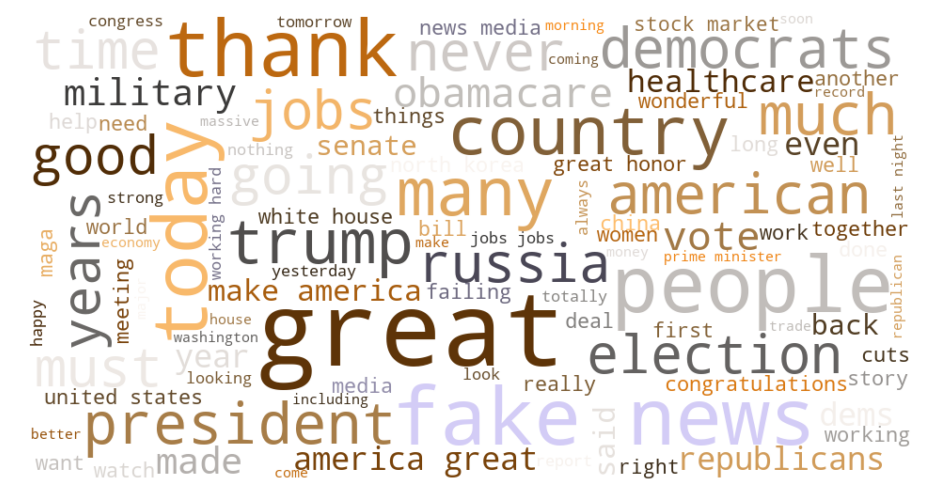 congress
tomorrow
news media
morning
stock market
soon
time
thank
never
coming
democrats
military
obamacare
healthcare
another
record
wonderful
jobs
things
much
help
need
massive
country
long
even
good
today
nothing
senate
north korea
great honor
well
last night
going
many
always
american
years
strong
working hard
world
economy
maga
white house
bill
make
jobs jobs
china
women
vote
work
together
trump
russia
money
prime minister
done
yesterday
meeting
major
make america
failing
totally
people
republican
happy
house
washington
great
deal
first
trade
back
must
year
looking
look
election
cuts
united states
media
including
really
congratulations
story
president
fake news
said
dems
better
working
want
watch
made
come
america great
report
right
republicans